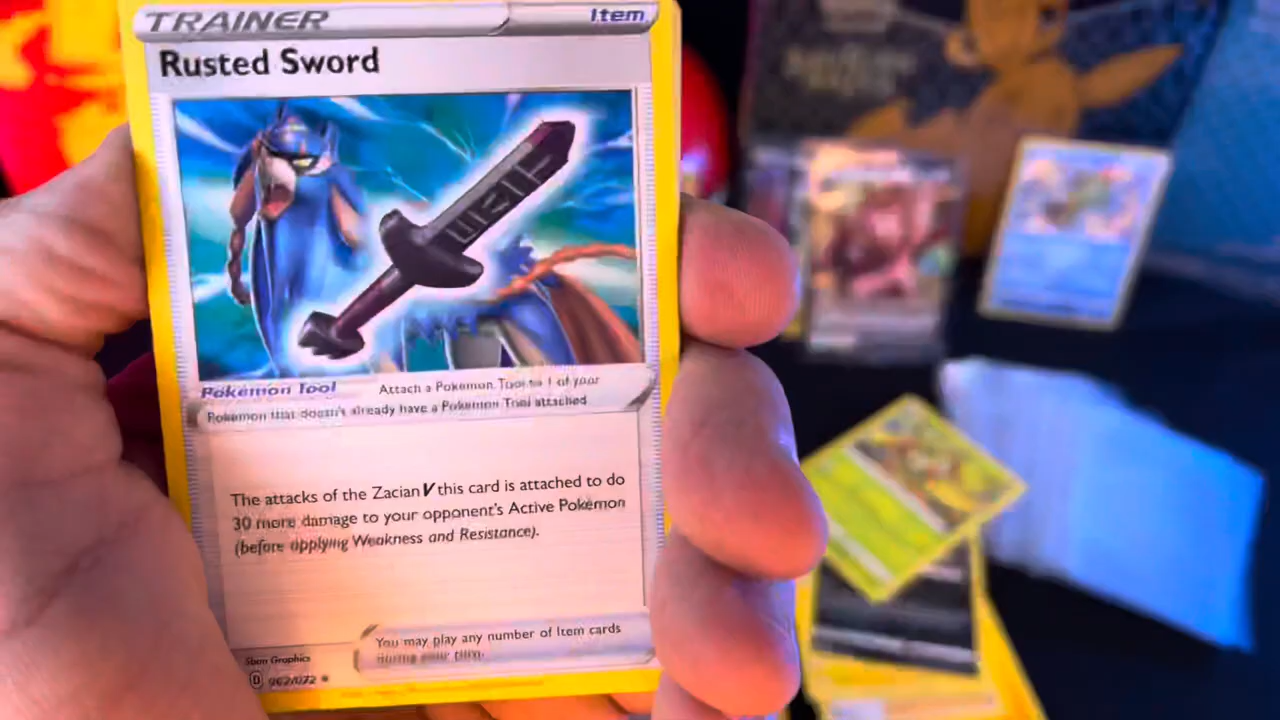 TRAINER
Item
Rusted Sword
Pokémon Tool
Attach a Pokémon Tool to 1 of your
Pokémon that doesn't already have a Pokémon Tool attached
The attacks of the Zacian V this card is attached to do
30 more damage to your opponent's Active Pokémon
(before applying Weakness and Resistance).
You may play any number of Item cards
during your turn.
5ban Graphics
D 062/072